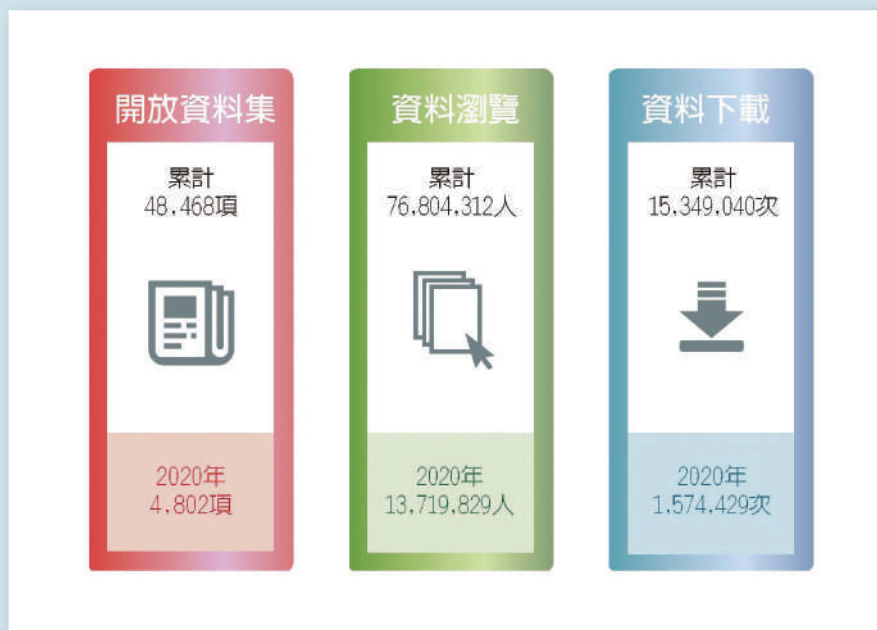 開放資料集
累計
48,468項
2020年
4,802項
資料瀏覽
累計
76,804,312人
2020年
13,719,829人
資料下載
累計
15,349,040次
2020年
1,574,429次